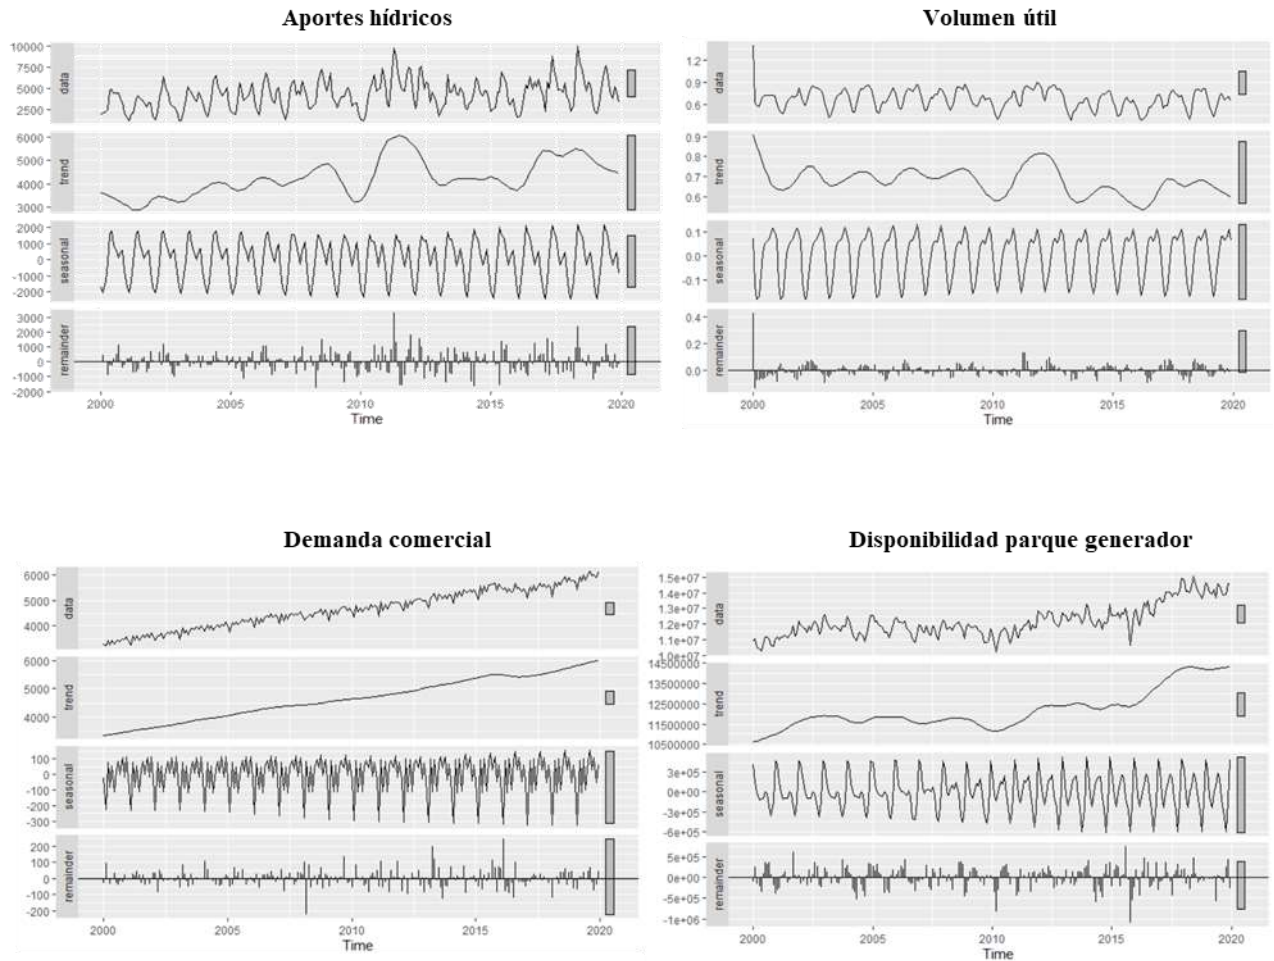 Aportes hídricos
10000
7500
5000
2500
data
6000
5000
4000
3000
trend
2000
1000
0
-1000
-2000
seasonal
3000
2000
1000
0
-1000
-2000
remainder
2000 2005 2010 2015 2020
Time
Volumen útil
1.2
0.9
0.6
data
0.9
0.8
0.7
0.6
trend
0.1
0.0
-0.1
seasonal
0.4
0.2
0.0
remainder
2000 2005 2010 2015 2020
Time
Demanda comercial
6000
5000
4000
data
6000
5000
4000
trend
100
0
-100
-200
-300
seasonal
200
100
0
-100
-200
remainder
2000 2005 2010 2015 2020
Time
Disponibilidad parque generador
1.5e+07
1.4e+07
1.3e+07
1.2e+07
1.1e+07
1.0e+07
data
14500000
13500000
12500000
11500000
10500000
trend
3e+05
0e+00
-3e+05
-6e+05
seasonal
5e+05
0e+00
-5e+05
-1e+06
remainder
2000 2005 2010 2015 2020
Time